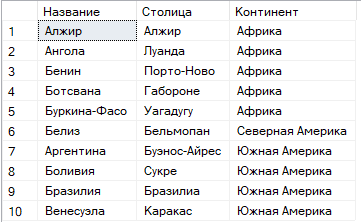 Название Столица Континент
1 Алжир Алжир Африка
2 Ангола Луанда Африка
3 Бенин Порто-Ново Африка
4 Ботсвана Габороне Африка
5 Буркина-Фасо Уагадугу Африка
6 Белиз Бельмопан Северная Америка
7 Аргентина Буэнос-Айрес Южная Америка
8 Боливия Сукре Южная Америка
9 Бразилия Бразилиа Южная Америка
10 Венесуэла Каракас Южная Америка